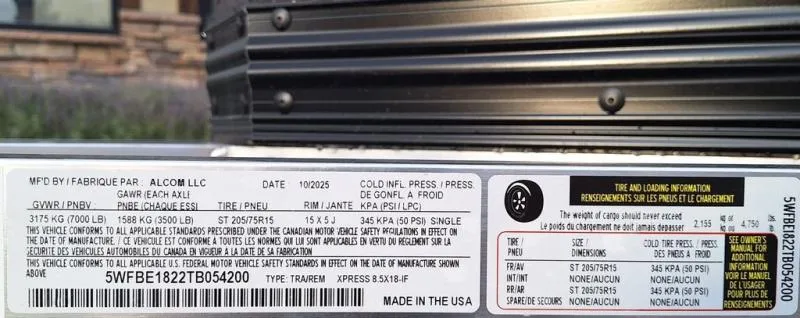 MF'D BY / FABRIQUE PAR : ALCOM LLC DATE 10/2025 COLD INFL. PRESS. / PRESS.
GAWR (EACH AXLE DE GONFL. À FROID
GVWR / PNBV : PNBE (CHAQUE ESSI TIRE / PNEU RIM / JANTE KPA (PSI / LPC)
3175 KG (7000 LB) 1588 KG (3500 LB) ST 205/75R15 15 X 5 J 345 KPA (50 PSI) SINGLE
THIS VEHICLE CONFORMS TO ALL APPLICABLE STANDARDS PRESCRIBED UNDER THE CANADIAN MOTOR VEHICLE SAFETY REGULATIONS IN EFFECT ON
THE DATE OF MANUFACTURE / CE VEHICULE EST CONFORME A TOUTES LES NORMES QUI LUI SONT APPLICABLES EN VERTU DU REGLEMENT SUR LA
SECURITE DES VEHICULES AUTOMOBILES DU CANADA EN VIGUEUR A LA DATE DE SA FABRICATION
THIS VEHICLE CONFORMS TO ALL APPLICABLE U.S. FEDERAL MOTOR VEHICLE SAFETY STANDARDS IN EFFECT ON THE DATE OF MANUFACTURE SHOWN
ABOVE 5WFBE1822TB054200 TYPE: TRA/REM XPRESS 8.5X18-IF
MADE IN THE USA
TIRE AND LOADING INFORMATION
RENSEIGNEMENTS SUR LES PNEUS ET LE CHARGEMENT
The weight of cargo should never exceed
Le poids du chargement ne doit jamais dépasser 2,155 kg or kg ou 4,750 lbs. lb.
TIRE / PNEU SIZE / DIMENSIONS COLD TIRE PRESS. / DES PNEUS À FROID
FR/AV ST 205/75R15 345 KPA (50 PSI)
INT/INT NONE/AUCUN NONE/AUCUN
RR/AR ST 205/75R15 345 KPA (50 PSI)
SPARE/DE SECOURS NONE/AUCUN NONE/AUCUN
SEE OWNER'S
MANUAL FOR
ADDITIONAL
INFORMATION
VOIR LE MANUEL
DE L'USAGER
POUR PLUS DE
RENSEIGNEMENTS
5WFBE1822TB054200